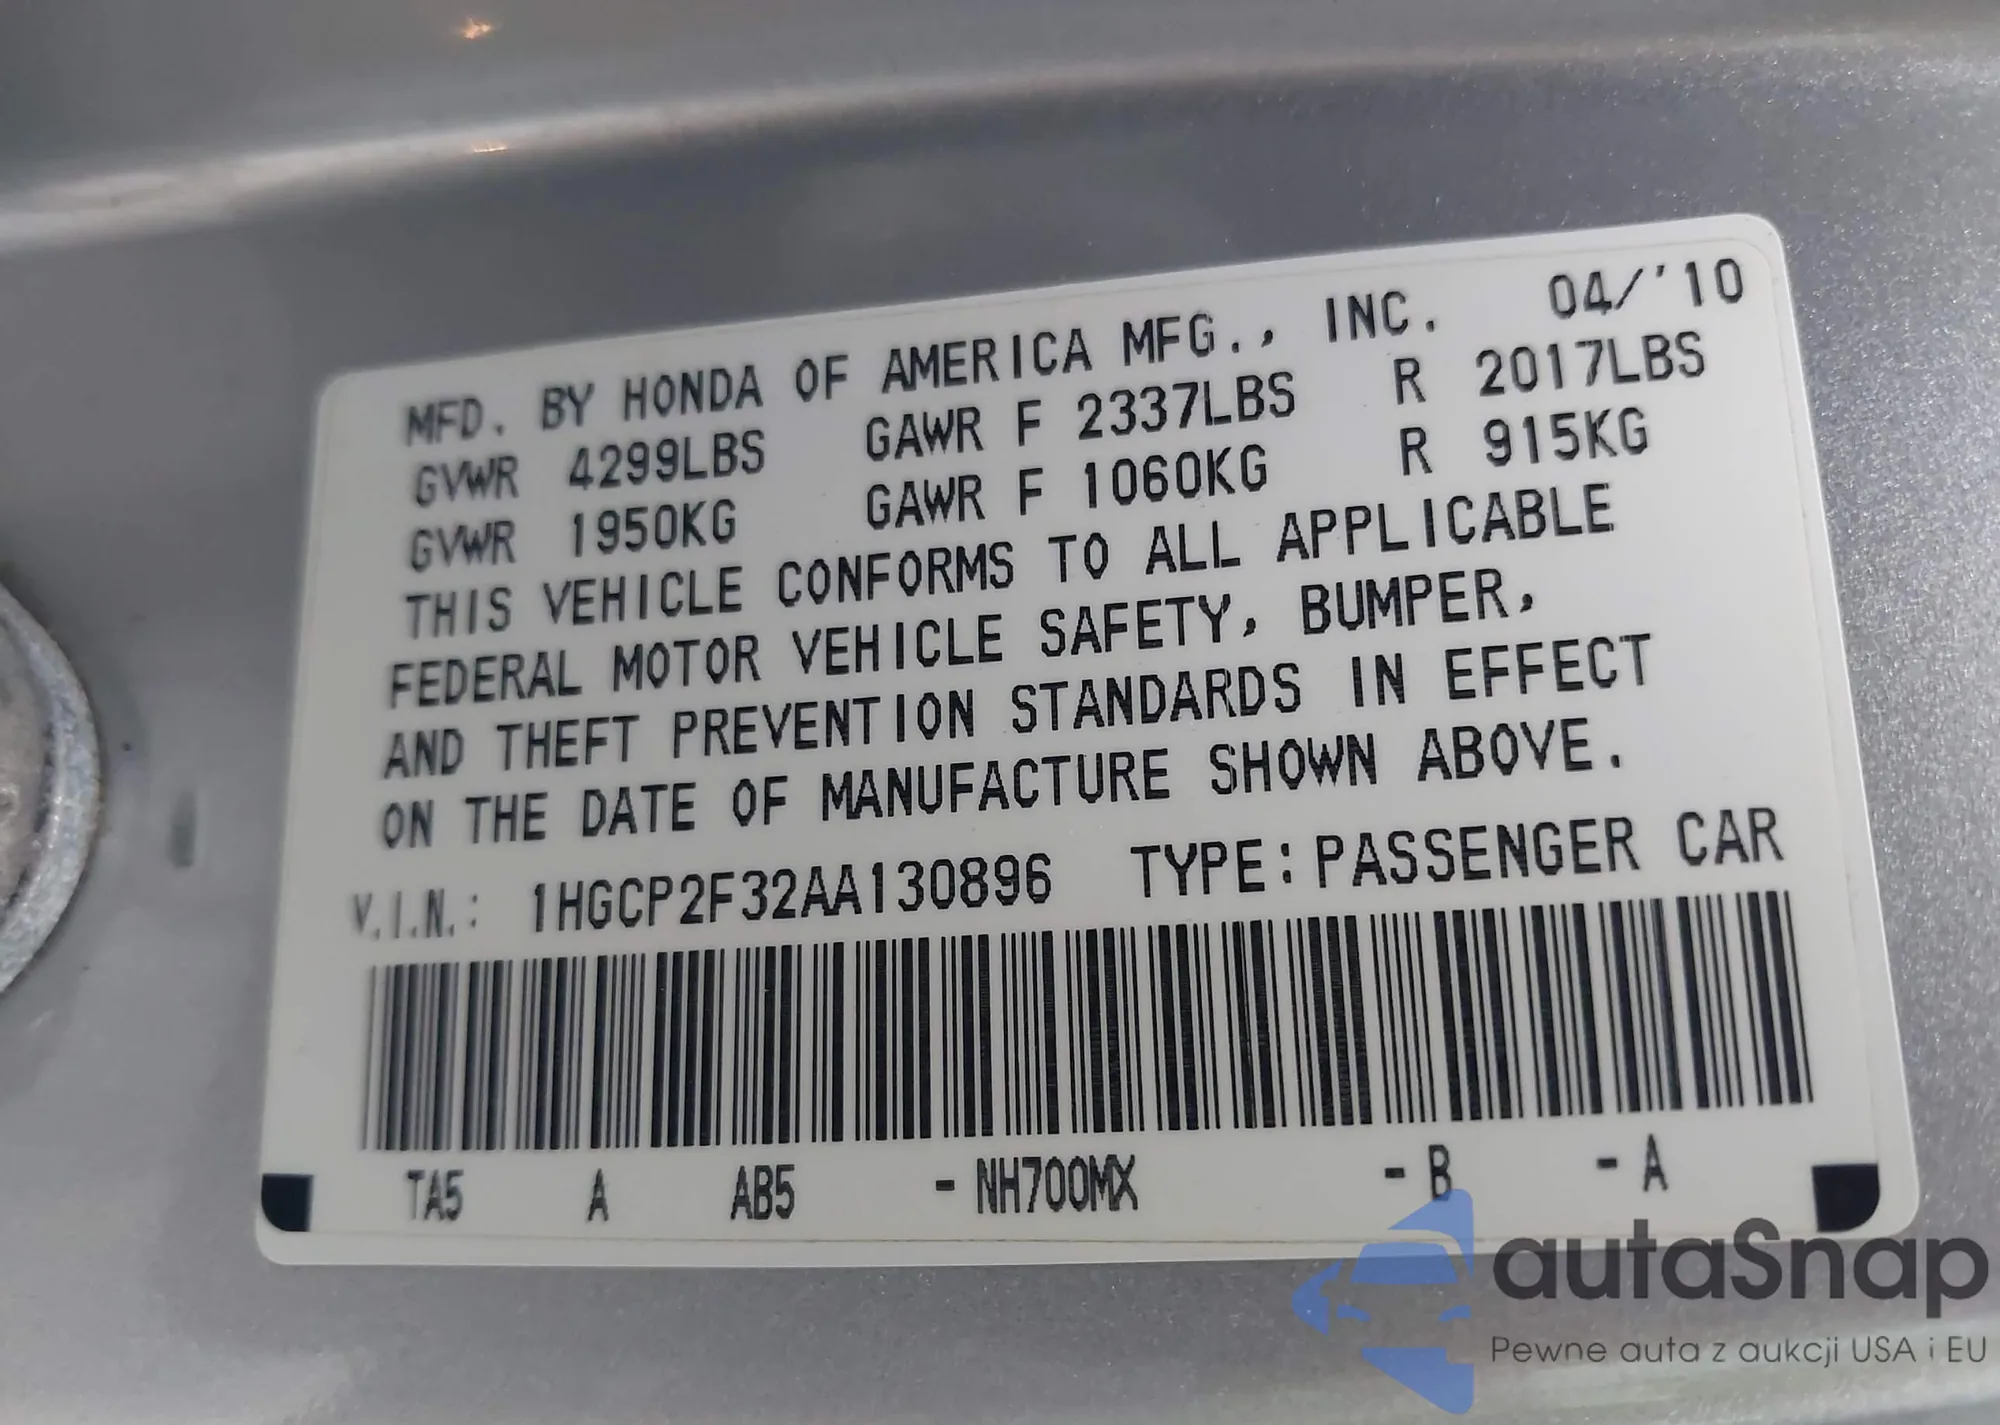 MFD. BY HONDA OF AMERICA MFG., INC. 04/'10
GVWR 4299LBS GAWR F 2337LBS R 2017LBS
GVWR 1950KG GAWR F 1060KG R 915KG
THIS VEHICLE CONFORMS TO ALL APPLICABLE
FEDERAL MOTOR VEHICLE SAFETY, BUMPER,
AND THEFT PREVENTION STANDARDS IN EFFECT
ON THE DATE OF MANUFACTURE SHOWN ABOVE.
V.I.N.: 1HGCP2F32AA130896 TYPE:PASSENGER CAR
TA5 A AB5 -NH700MX -B -A
autaSnap
Pewne auta z aukcji USA i EU